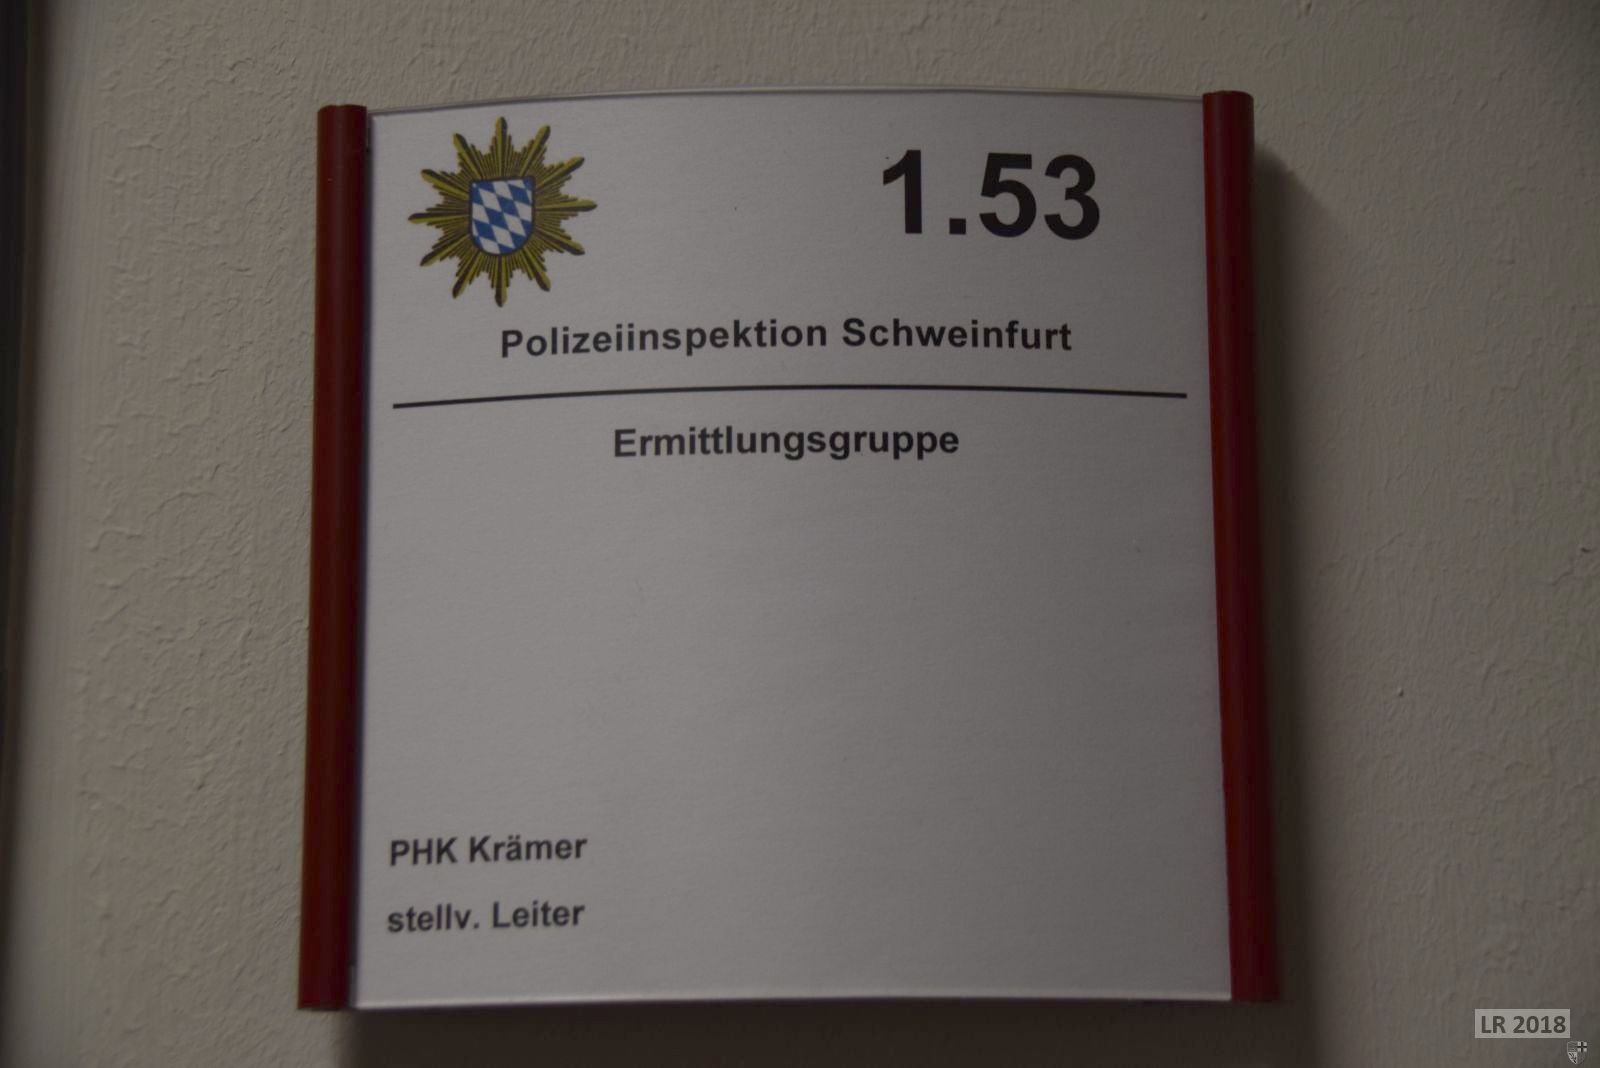 1.53
Polizeiinspektion Schweinfurt
Ermittlungsgruppe
PHK Krämer
stellv. Leiter
LR 2018